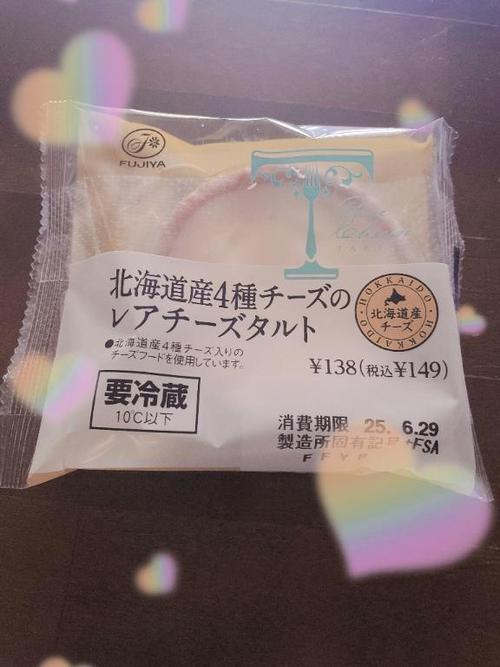 FUJIYA
北海道産4種チーズの
レアチーズタルト
HOKKAIDO
北海道産
チーズ
HOKKAIDO
●北海道産4種チーズ入りの
チーズフードを使用しています。
¥138(税込¥149)
要冷蔵
10℃以下
消費期限 25. 6.29
製造所固有記号 +FSA